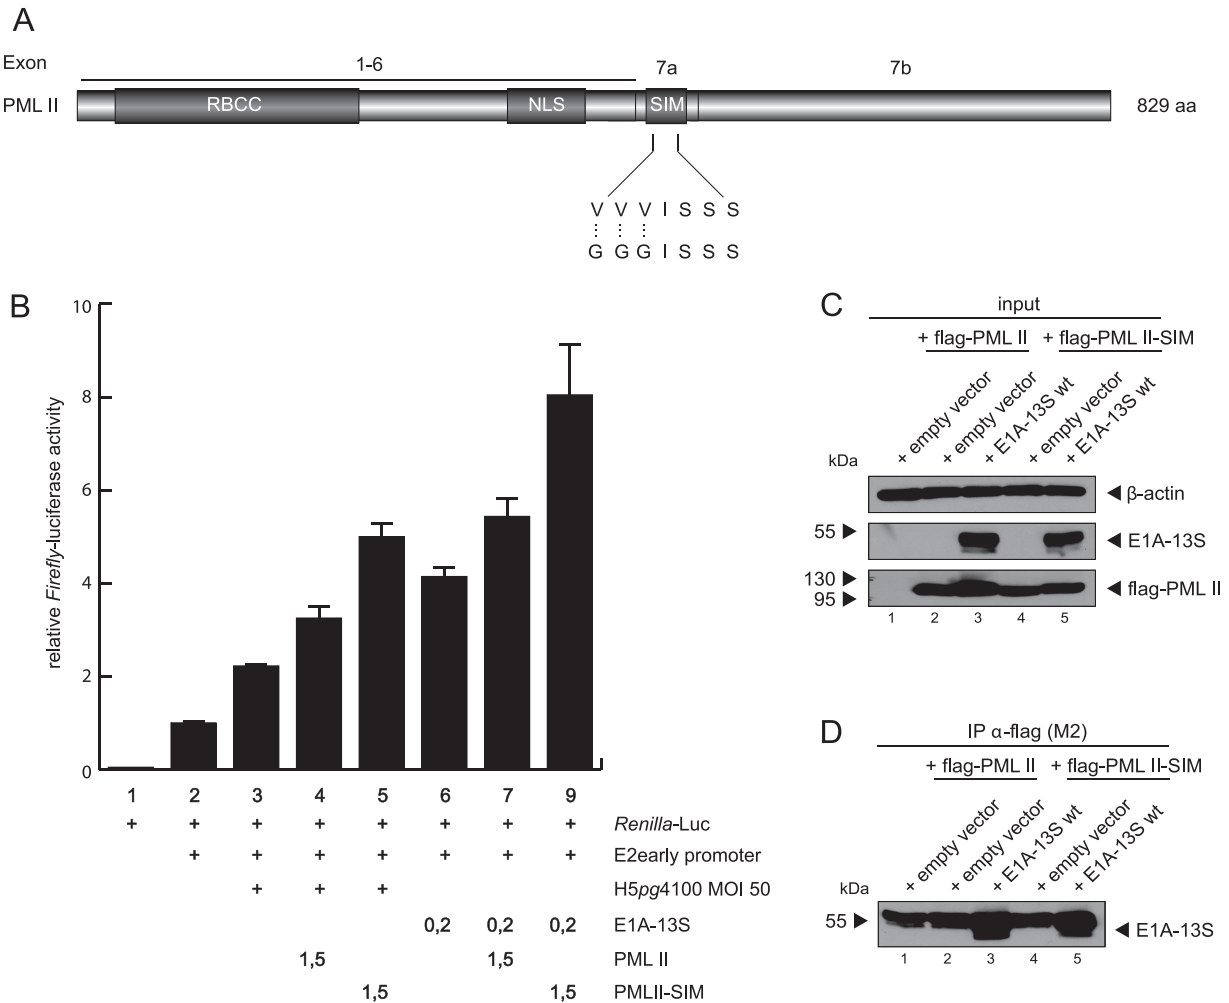 A
Exon 1-6 7a 7b
PML II RBCC NLS SIM 829 aa
V V V I S S S
G G G I S S S
B
relative Firefly-luciferase activity
10
8
6
4
2
0
1 2 3 4 5 6 7 9
+ + + + + + + + Renilla-Luc
+ + + + + + + E2early promoter
+ + + H5pg4100 MOI 50
0,2 0,2 0,2 E1A-13S
1,5 1,5 PML II
1,5 1,5 PMLII-SIM
C
input
+ flag-PML II + flag-PML II-SIM
+ empty vector
+ empty vector
+ E1A-13S wt
+ empty vector
+ E1A-13S wt
kDa
β-actin
55 E1A-13S
130
95
flag-PML II
1 2 3 4 5
D
IP α-flag (M2)
+ flag-PML II + flag-PML II-SIM
+ empty vector
+ empty vector
+ E1A-13S wt
+ empty vector
+ E1A-13S wt
kDa
55 E1A-13S
1 2 3 4 5